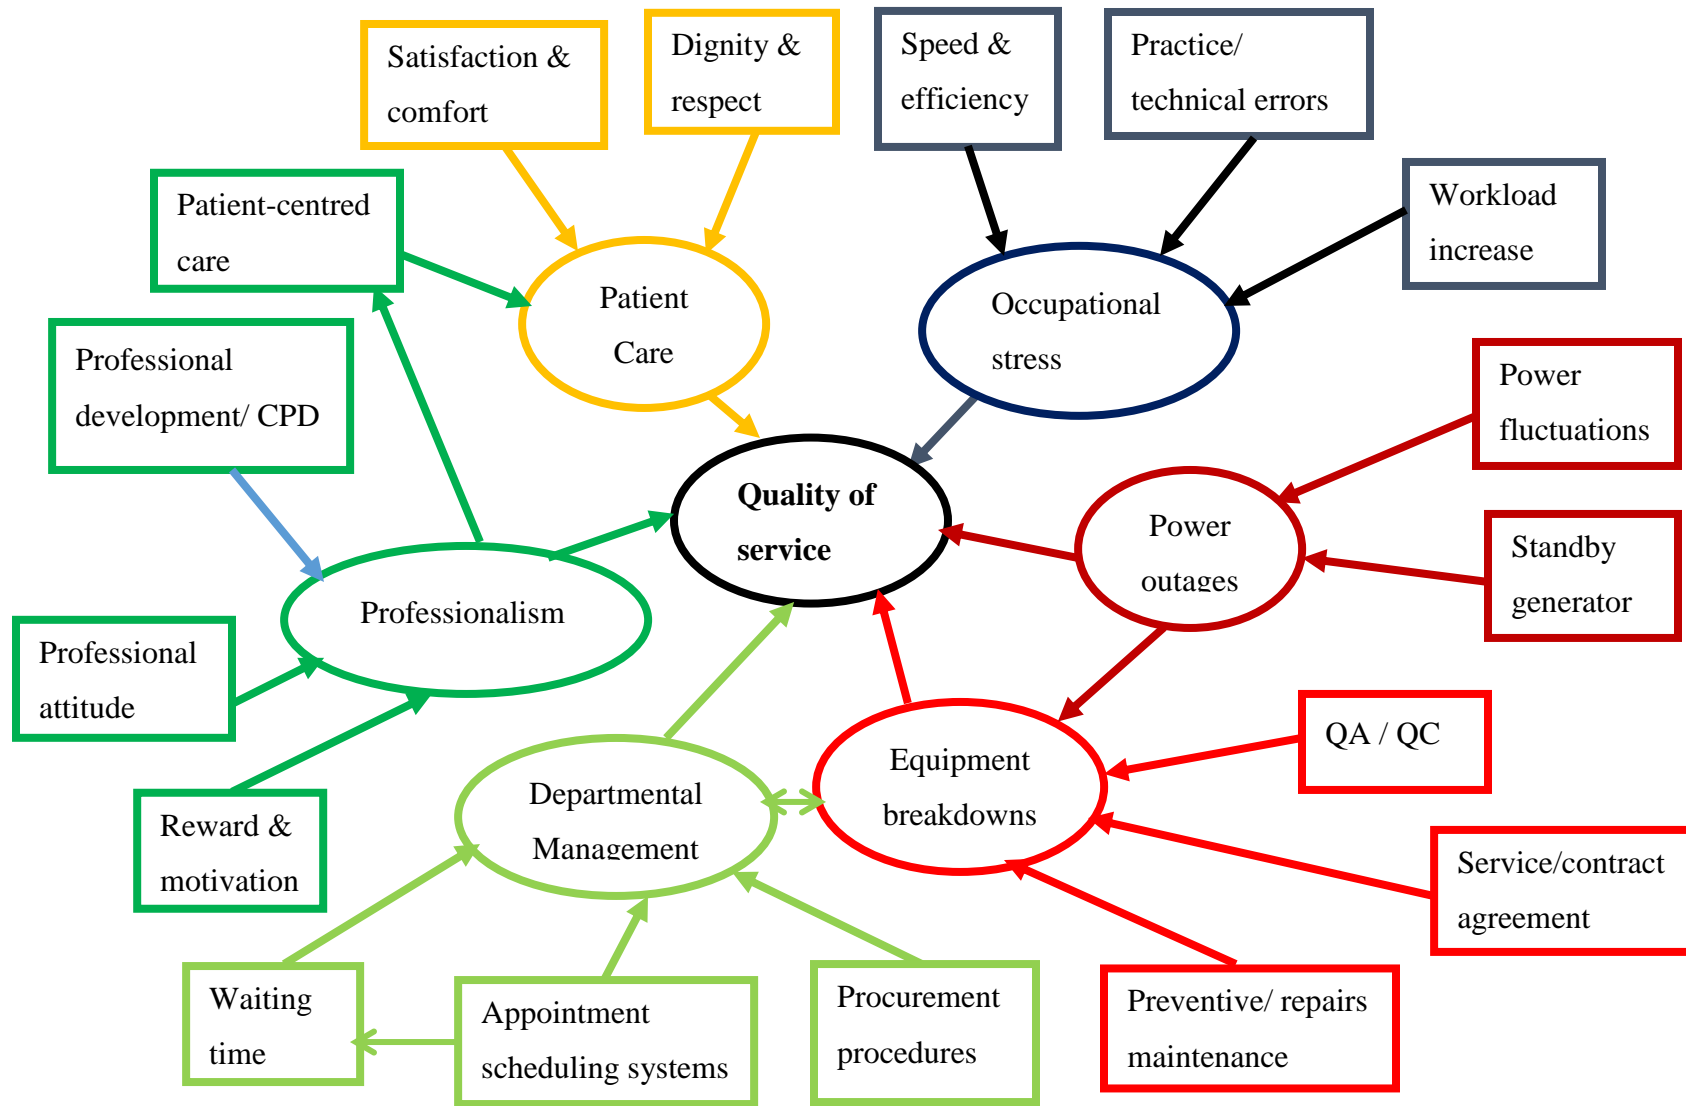 Satisfaction &
comfort
Dignity &
respect
Speed &
efficiency
Practice/
technical errors
Patient-centred
care
Workload
increase
Patient
Care
Occupational
stress
Professional
development/ CPD
Power
fluctuations
Quality of
service
Power
outages
Standby
generator
Professionalism
Professional
attitude
QA / QC
Equipment
breakdowns
Departmental
Management
Reward &
motivation
Service/contract
agreement
Waiting
time
Appointment
scheduling systems
Procurement
procedures
Preventive/ repairs
maintenance